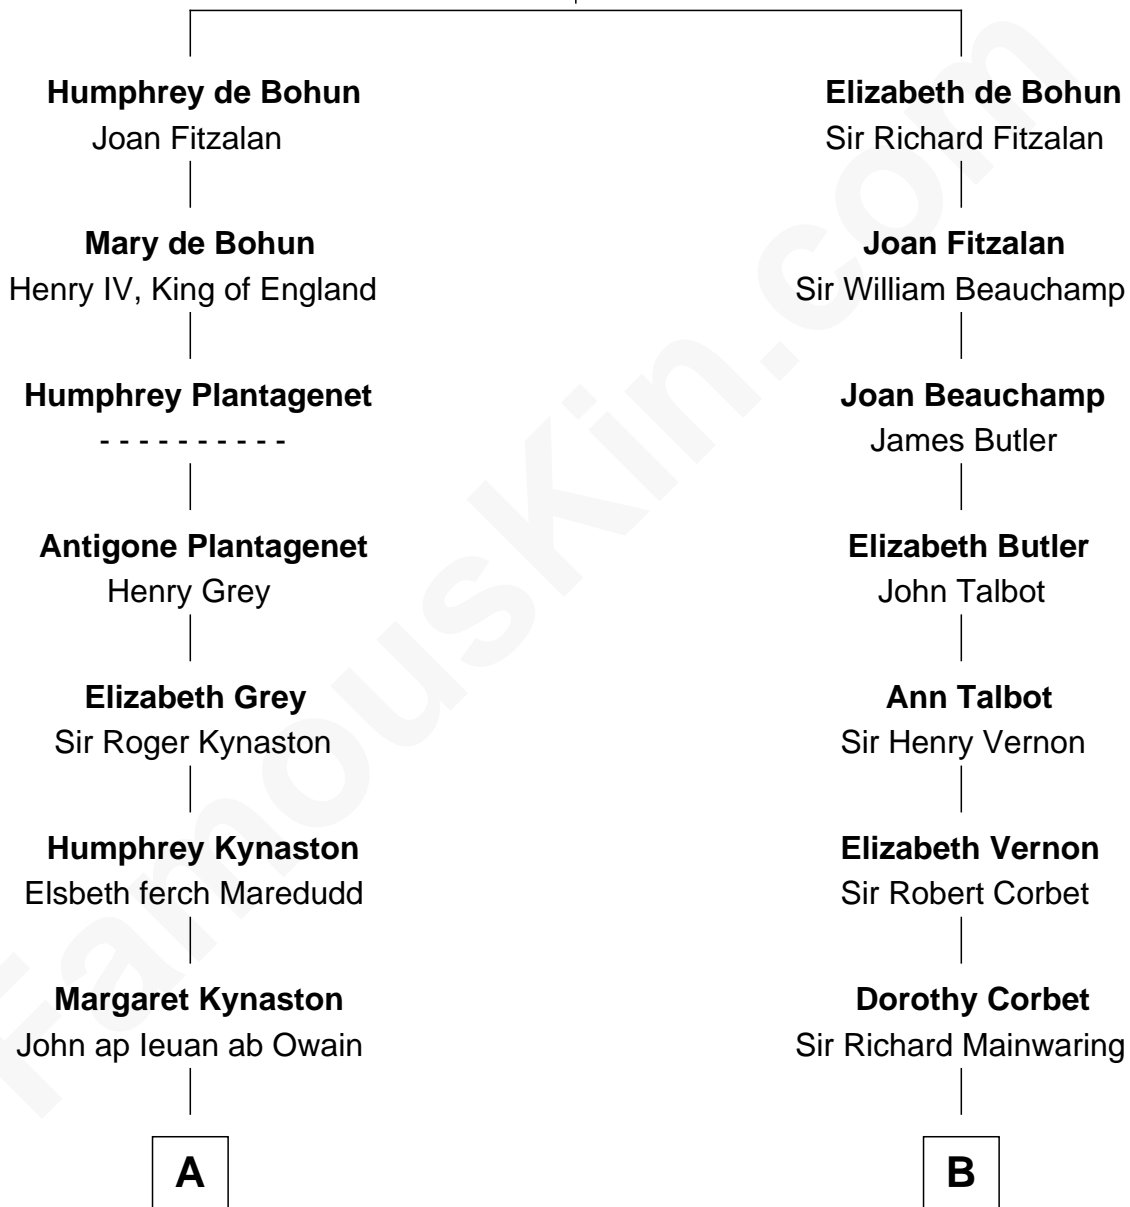 Humphrey de Bohun
Joan Fitzalan
Mary de Bohun
Henry IV, King of England
Humphrey Plantagenet
- - - - - - - - - -
Antigone Plantagenet
Henry Grey
Elizabeth Grey
Sir Roger Kynaston
Humphrey Kynaston
Elsbeth ferch Maredudd
Margaret Kynaston
John ap Ieuan ab Owain
A
Elizabeth de Bohun
Sir Richard Fitzalan
Joan Fitzalan
Sir William Beauchamp
Joan Beauchamp
James Butler
Elizabeth Butler
John Talbot
Ann Talbot
Sir Henry Vernon
Elizabeth Vernon
Sir Robert Corbet
Dorothy Corbet
Sir Richard Mainwaring
B
FamousKin.com